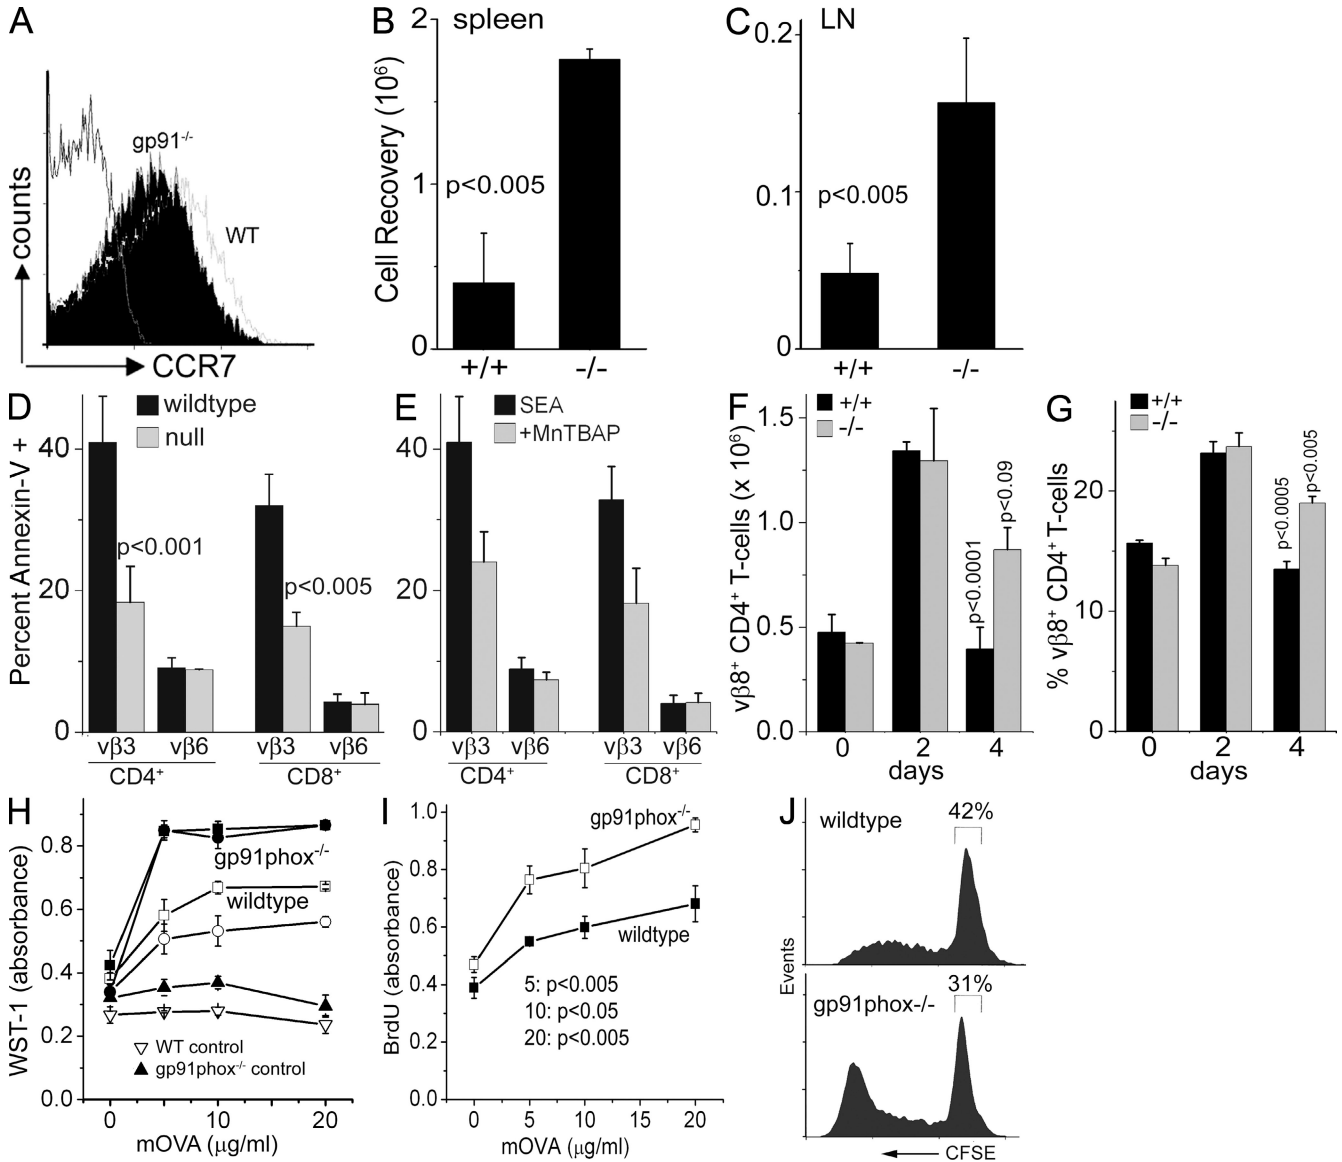 A
gp91-/-
WT
counts
CCR7
B
spleen
2
1
0
Cell Recovery (10⁶)
p<0.005
+/+
-/-
C
LN
0.2
0.1
0
p<0.005
+/+
-/-
D
wildtype
null
Percent Annexin-V +
40
20
0
p<0.001
p<0.005
vβ3 vβ6 vβ3 vβ6
CD4⁺ CD8⁺
E
SEA
+MnTBAP
40
20
0
vβ3 vβ6 vβ3 vβ6
CD4⁺ CD8⁺
F
+/+
-/-
vβ8⁺ CD4⁺ T-cells (x 10⁶)
1.5
1.0
0.5
0.0
p<0.0001
p<0.09
0 2 4
days
G
+/+
-/-
% vβ8⁺ CD4⁺ T-cells
20
10
0
p<0.0005
p<0.005
0 2 4
days
H
WST-1 (absorbance)
0.8
0.6
0.4
0.2
0.0
gp91phox-/-
wildtype
WT control
gp91phox-/- control
0 5 10 20
mOVA (μg/ml)
I
BrdU (absorbance)
1.0
0.8
0.6
0.4
0.2
0.0
gp91phox-/-
wildtype
5: p<0.005
10: p<0.05
20: p<0.005
0 5 10 15 20
mOVA (μg/ml)
J
wildtype
42%
gp91phox-/-
31%
Events
CFSE